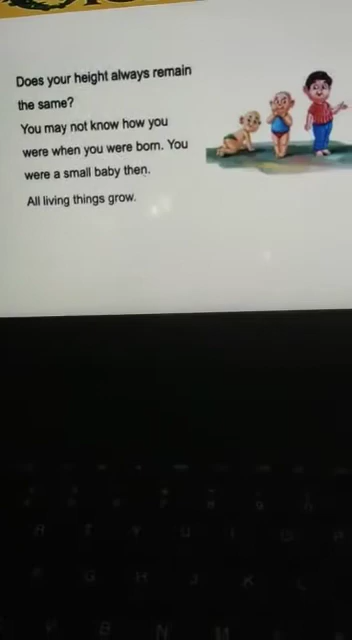 Does your height always remain
the same?
You may not know how you
were when you were born. You
were a small baby then.
All living things grow.